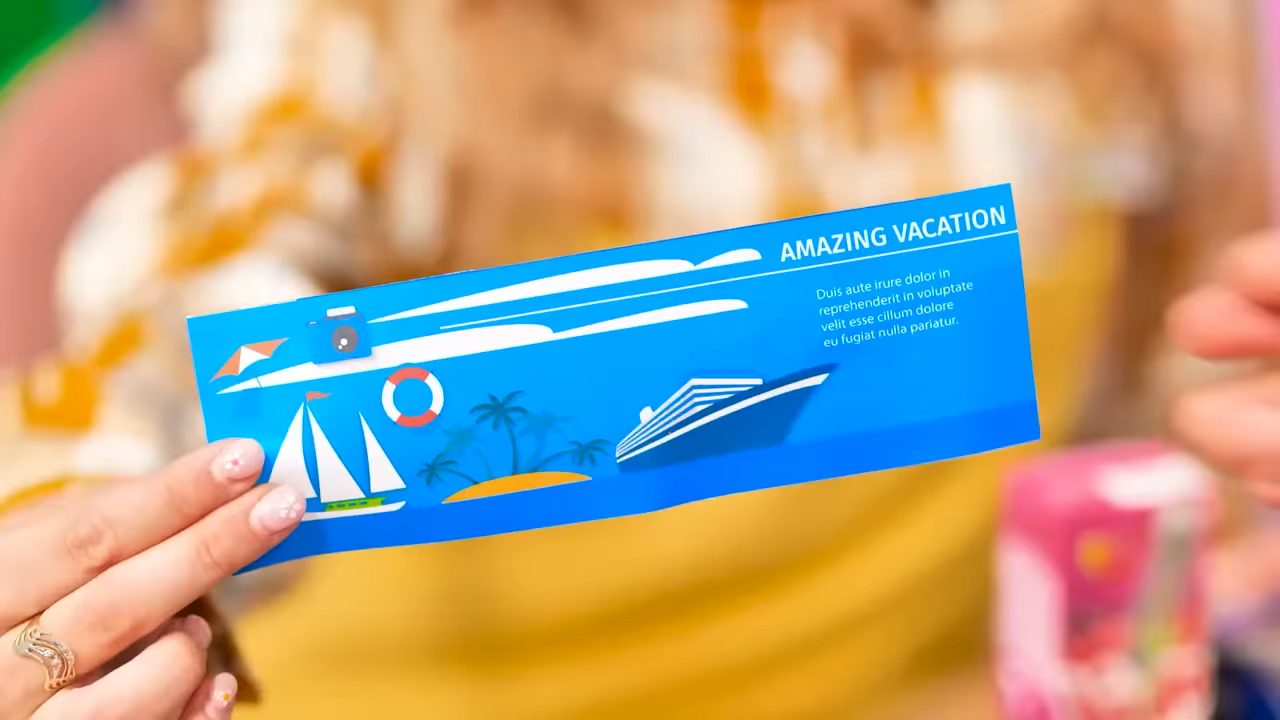 AMAZING VACATION
Duis aute irure dolor in
reprehenderit in voluptate
velit esse cillum dolore
eu fugiat nulla pariatur.